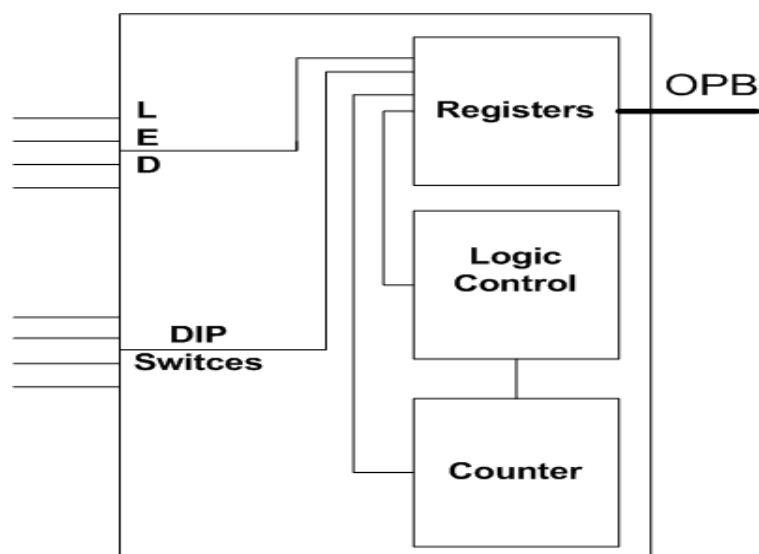 L
E
D
DIP
Switces
Registers
OPB
Logic
Control
Counter